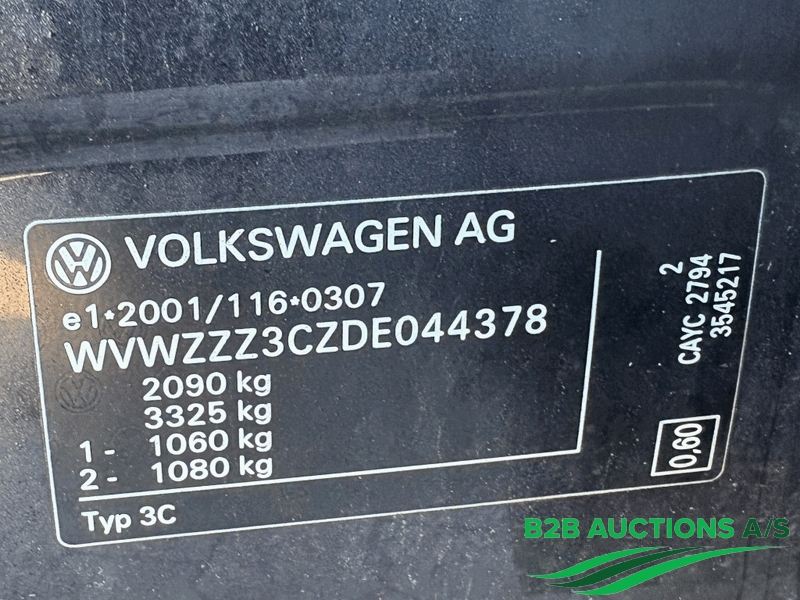 VOLKSWAGEN AG
e1*2001/116*0307
WVWZZZ3CZDE044378
2090 kg
3325 kg
1 - 1060 kg
2 - 1080 kg
Typ 3C
2
CAYC 2794
3545217
0,60
B2B AUCTIONS A/S